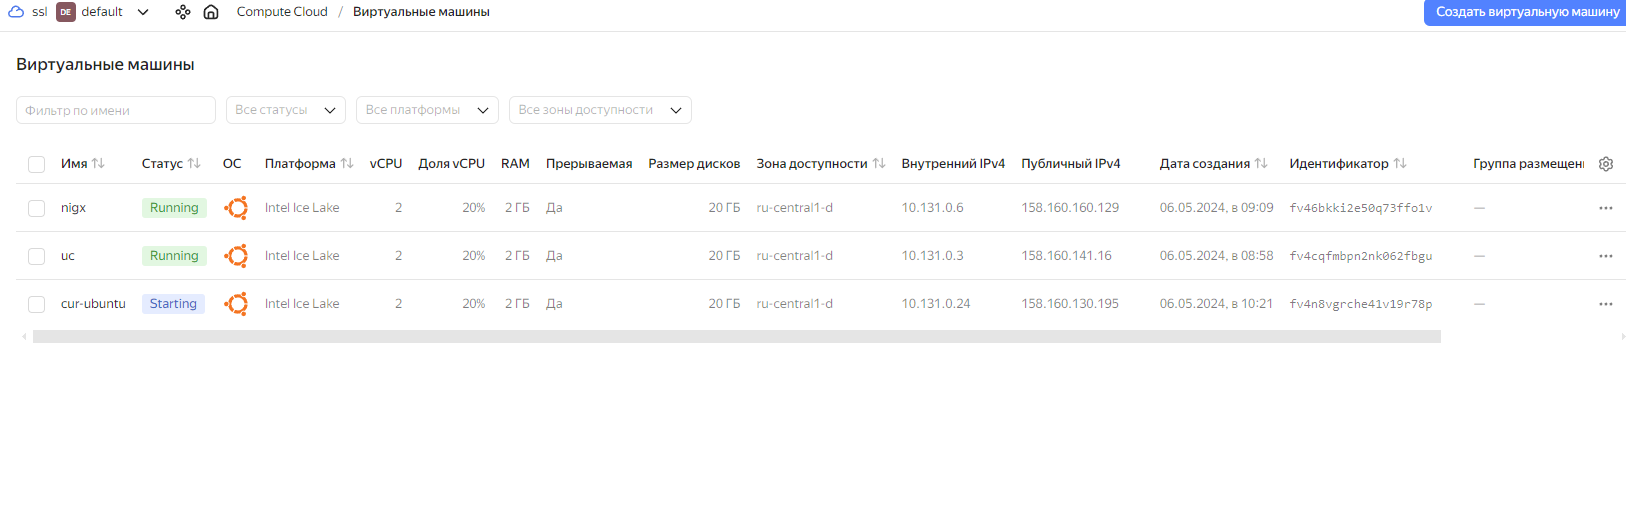 ssl DE default Compute Cloud / Виртуальные машины Создать виртуальную машину
Виртуальные машины
Фильтр по имени Все статусы Все платформы Все зоны доступности
Имя Статус ОС Платформа vCPU Доля vCPU RAM Прерываемая Размер дисков Зона доступности Внутренний IPv4 Публичный IPv4 Дата создания Идентификатор Группа размещен
nigx Running Intel Ice Lake 2 20% 2 ГБ Да 20 ГБ ru-central1-d 10.131.0.6 158.160.160.129 06.05.2024, в 09:09 fv46bkki2e50q73ffo1v —
uc Running Intel Ice Lake 2 20% 2 ГБ Да 20 ГБ ru-central1-d 10.131.0.3 158.160.141.16 06.05.2024, в 08:58 fv4cqfmbpn2nk062fbgu —
cur-ubuntu Starting Intel Ice Lake 2 20% 2 ГБ Да 20 ГБ ru-central1-d 10.131.0.24 158.160.130.195 06.05.2024, в 10:21 fv4n8vgrche41v19r78p —